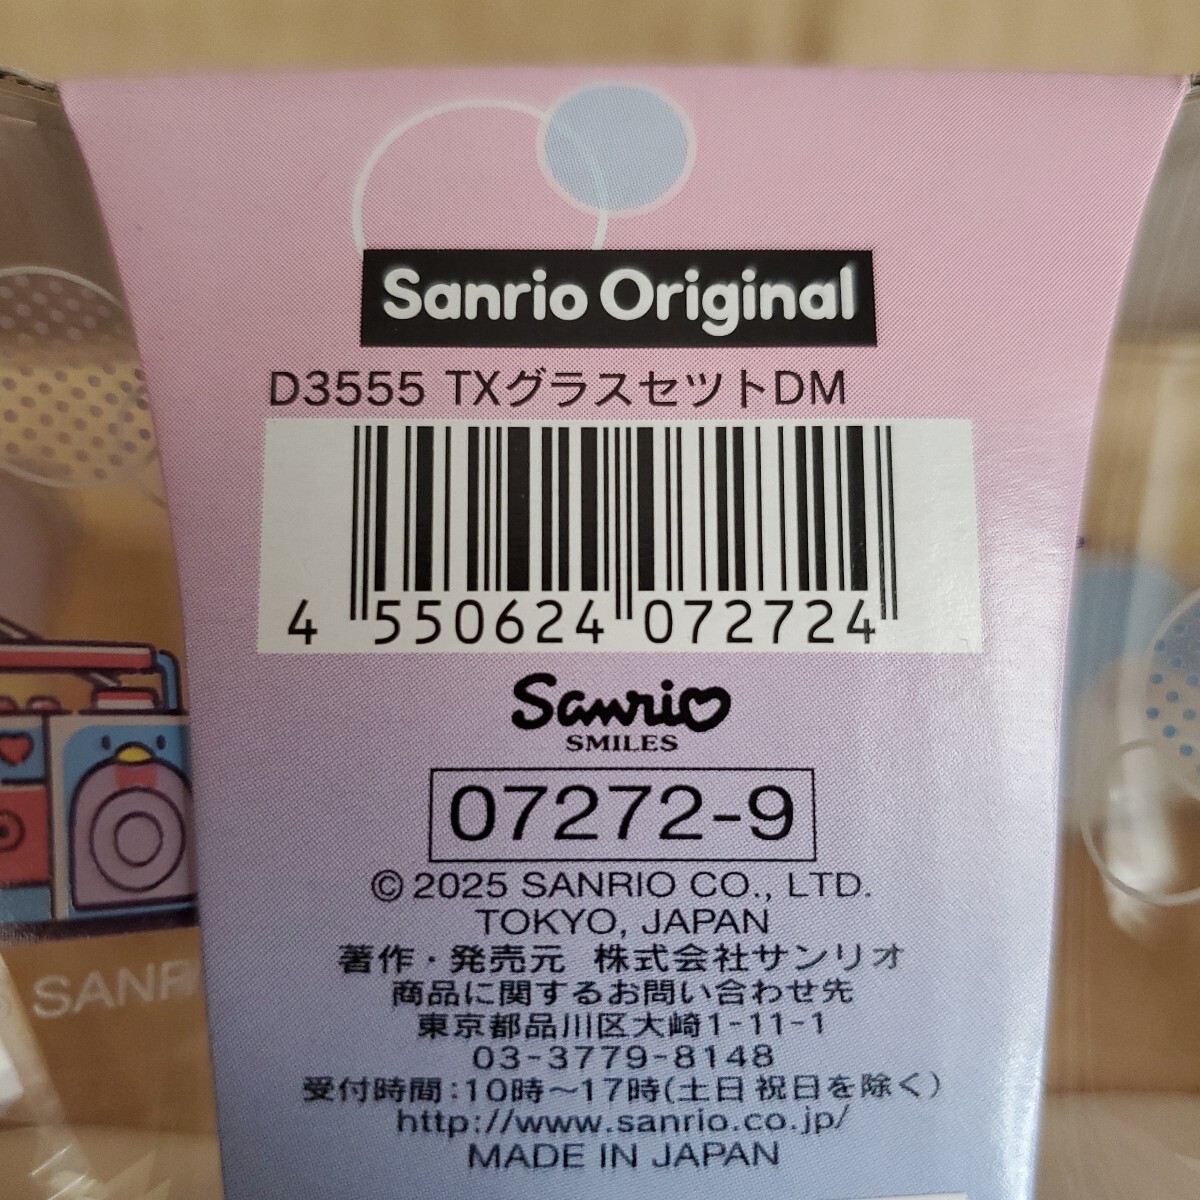 Sanrio Original
D3555 TXグラスセツトDM
4 550624 072724
Sanrio
SMILES
07272-9
© 2025 SANRIO CO., LTD.
TOKYO, JAPAN
著作・発売元 株式会社サンリオ
商品に関するお問い合わせ先
東京都品川区大崎1-11-1
03-3779-8148
受付時間:10時～17時(土日祝日を除く)
http://www.sanrio.co.jp/
MADE IN JAPAN